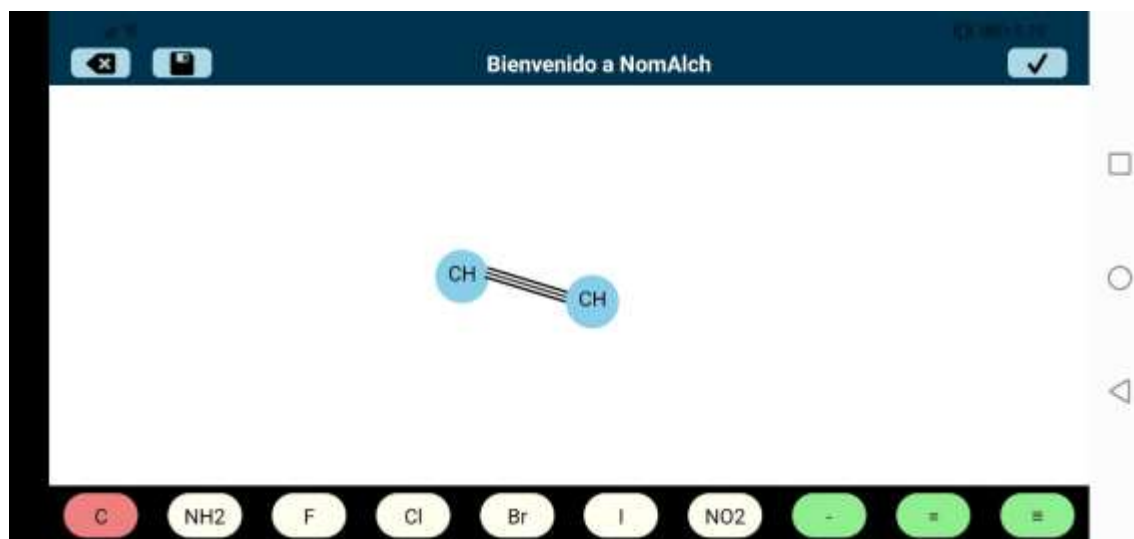 Bienvenido a NomAlch
CH
CH
C NH2 F Cl Br I NO2 - = ≡